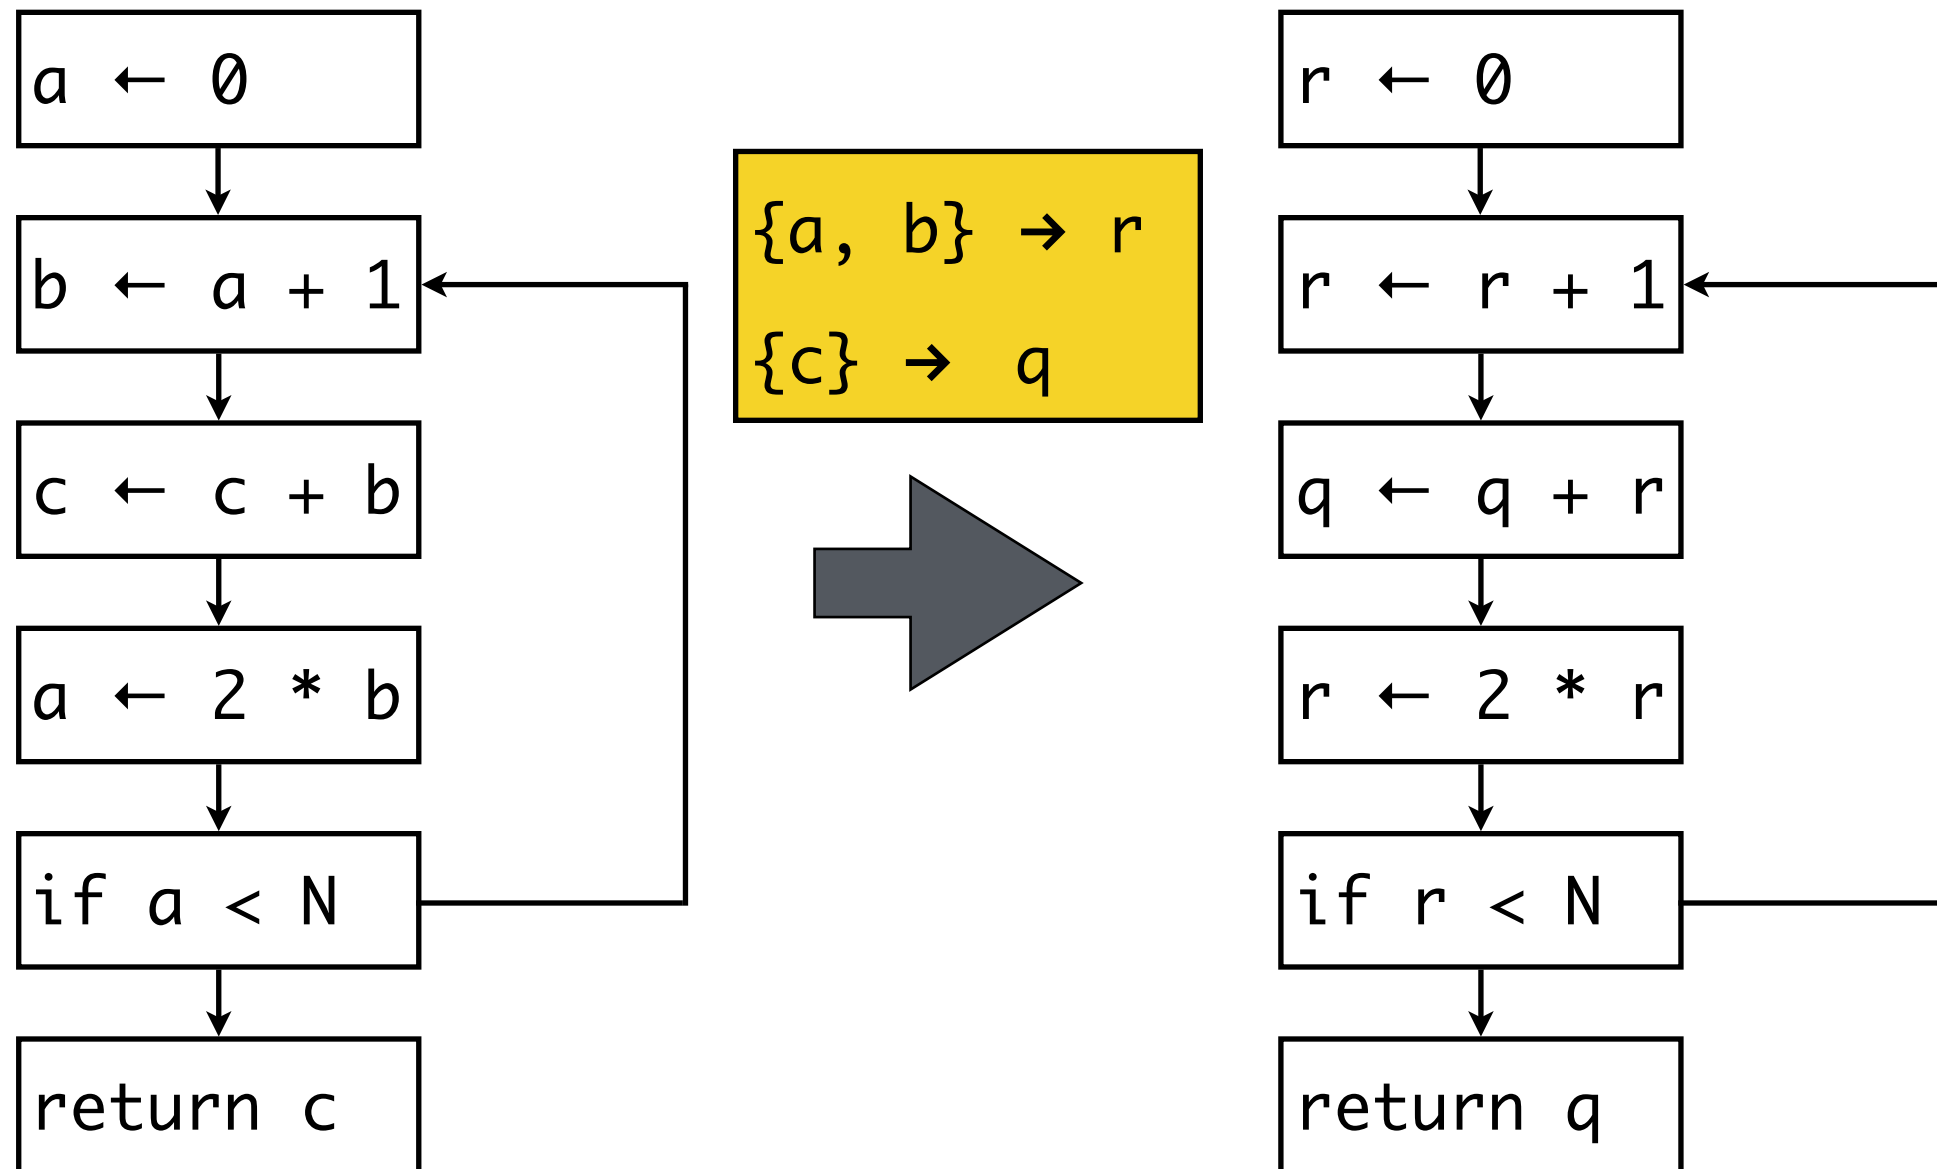 a ← 0
b ← a + 1
c ← c + b
a ← 2 * b
if a < N
return c
{a, b} → r
{c} → q
r ← 0
r ← r + 1
q ← q + r
r ← 2 * r
if r < N
return q